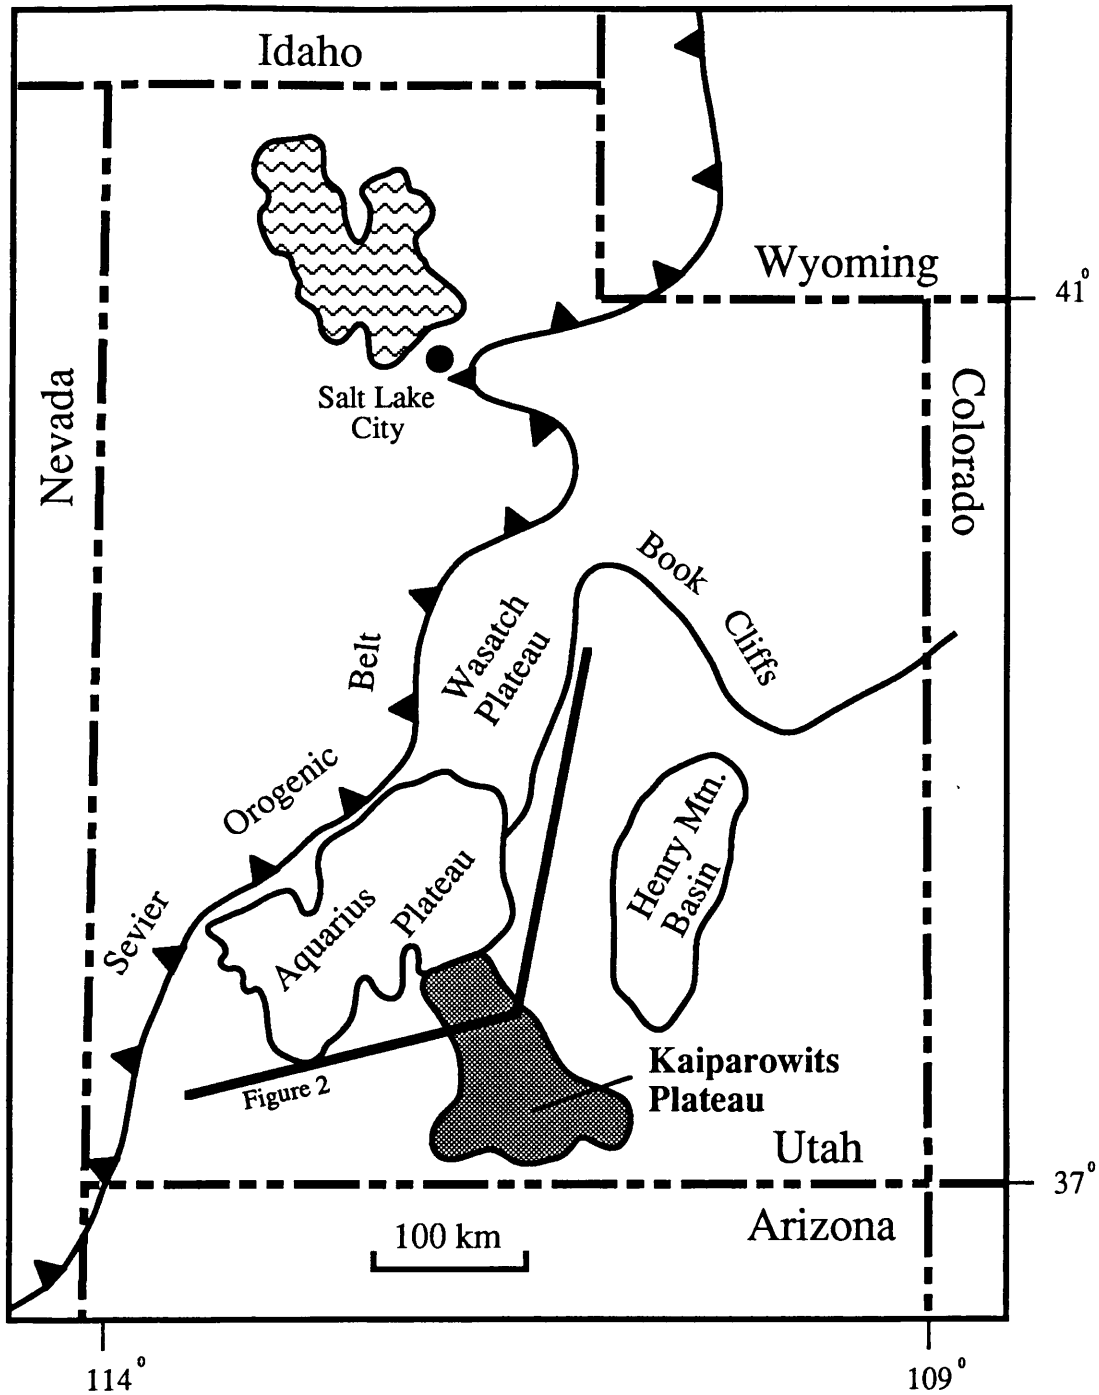 Idaho
Wyoming
41°
Nevada
Colorado
Salt Lake
City
Book
Cliffs
Wasatch
Plateau
Belt
Orogenic
Sevier
Henry Mtn.
Basin
Aquarius
Plateau
Figure 2
Kaiparowits
Plateau
Utah
37°
Arizona
100 km
114°
109°